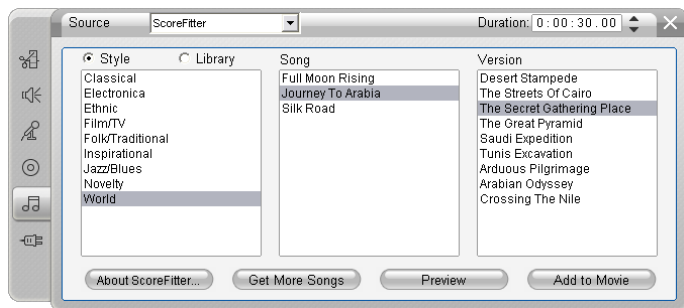 Source ScoreFitter Duration: 0:00:30.00
Style Library Song Version
Classical
Electronica
Ethnic
Film/TV
Folk/Traditional
Inspirational
Jazz/Blues
Novelty
World
Full Moon Rising
Journey To Arabia
Silk Road
Desert Stampede
The Streets Of Cairo
The Secret Gathering Place
The Great Pyramid
Saudi Expedition
Tunis Excavation
Arduous Pilgrimage
Arabian Odyssey
Crossing The Nile
About ScoreFitter... Get More Songs Preview Add to Movie